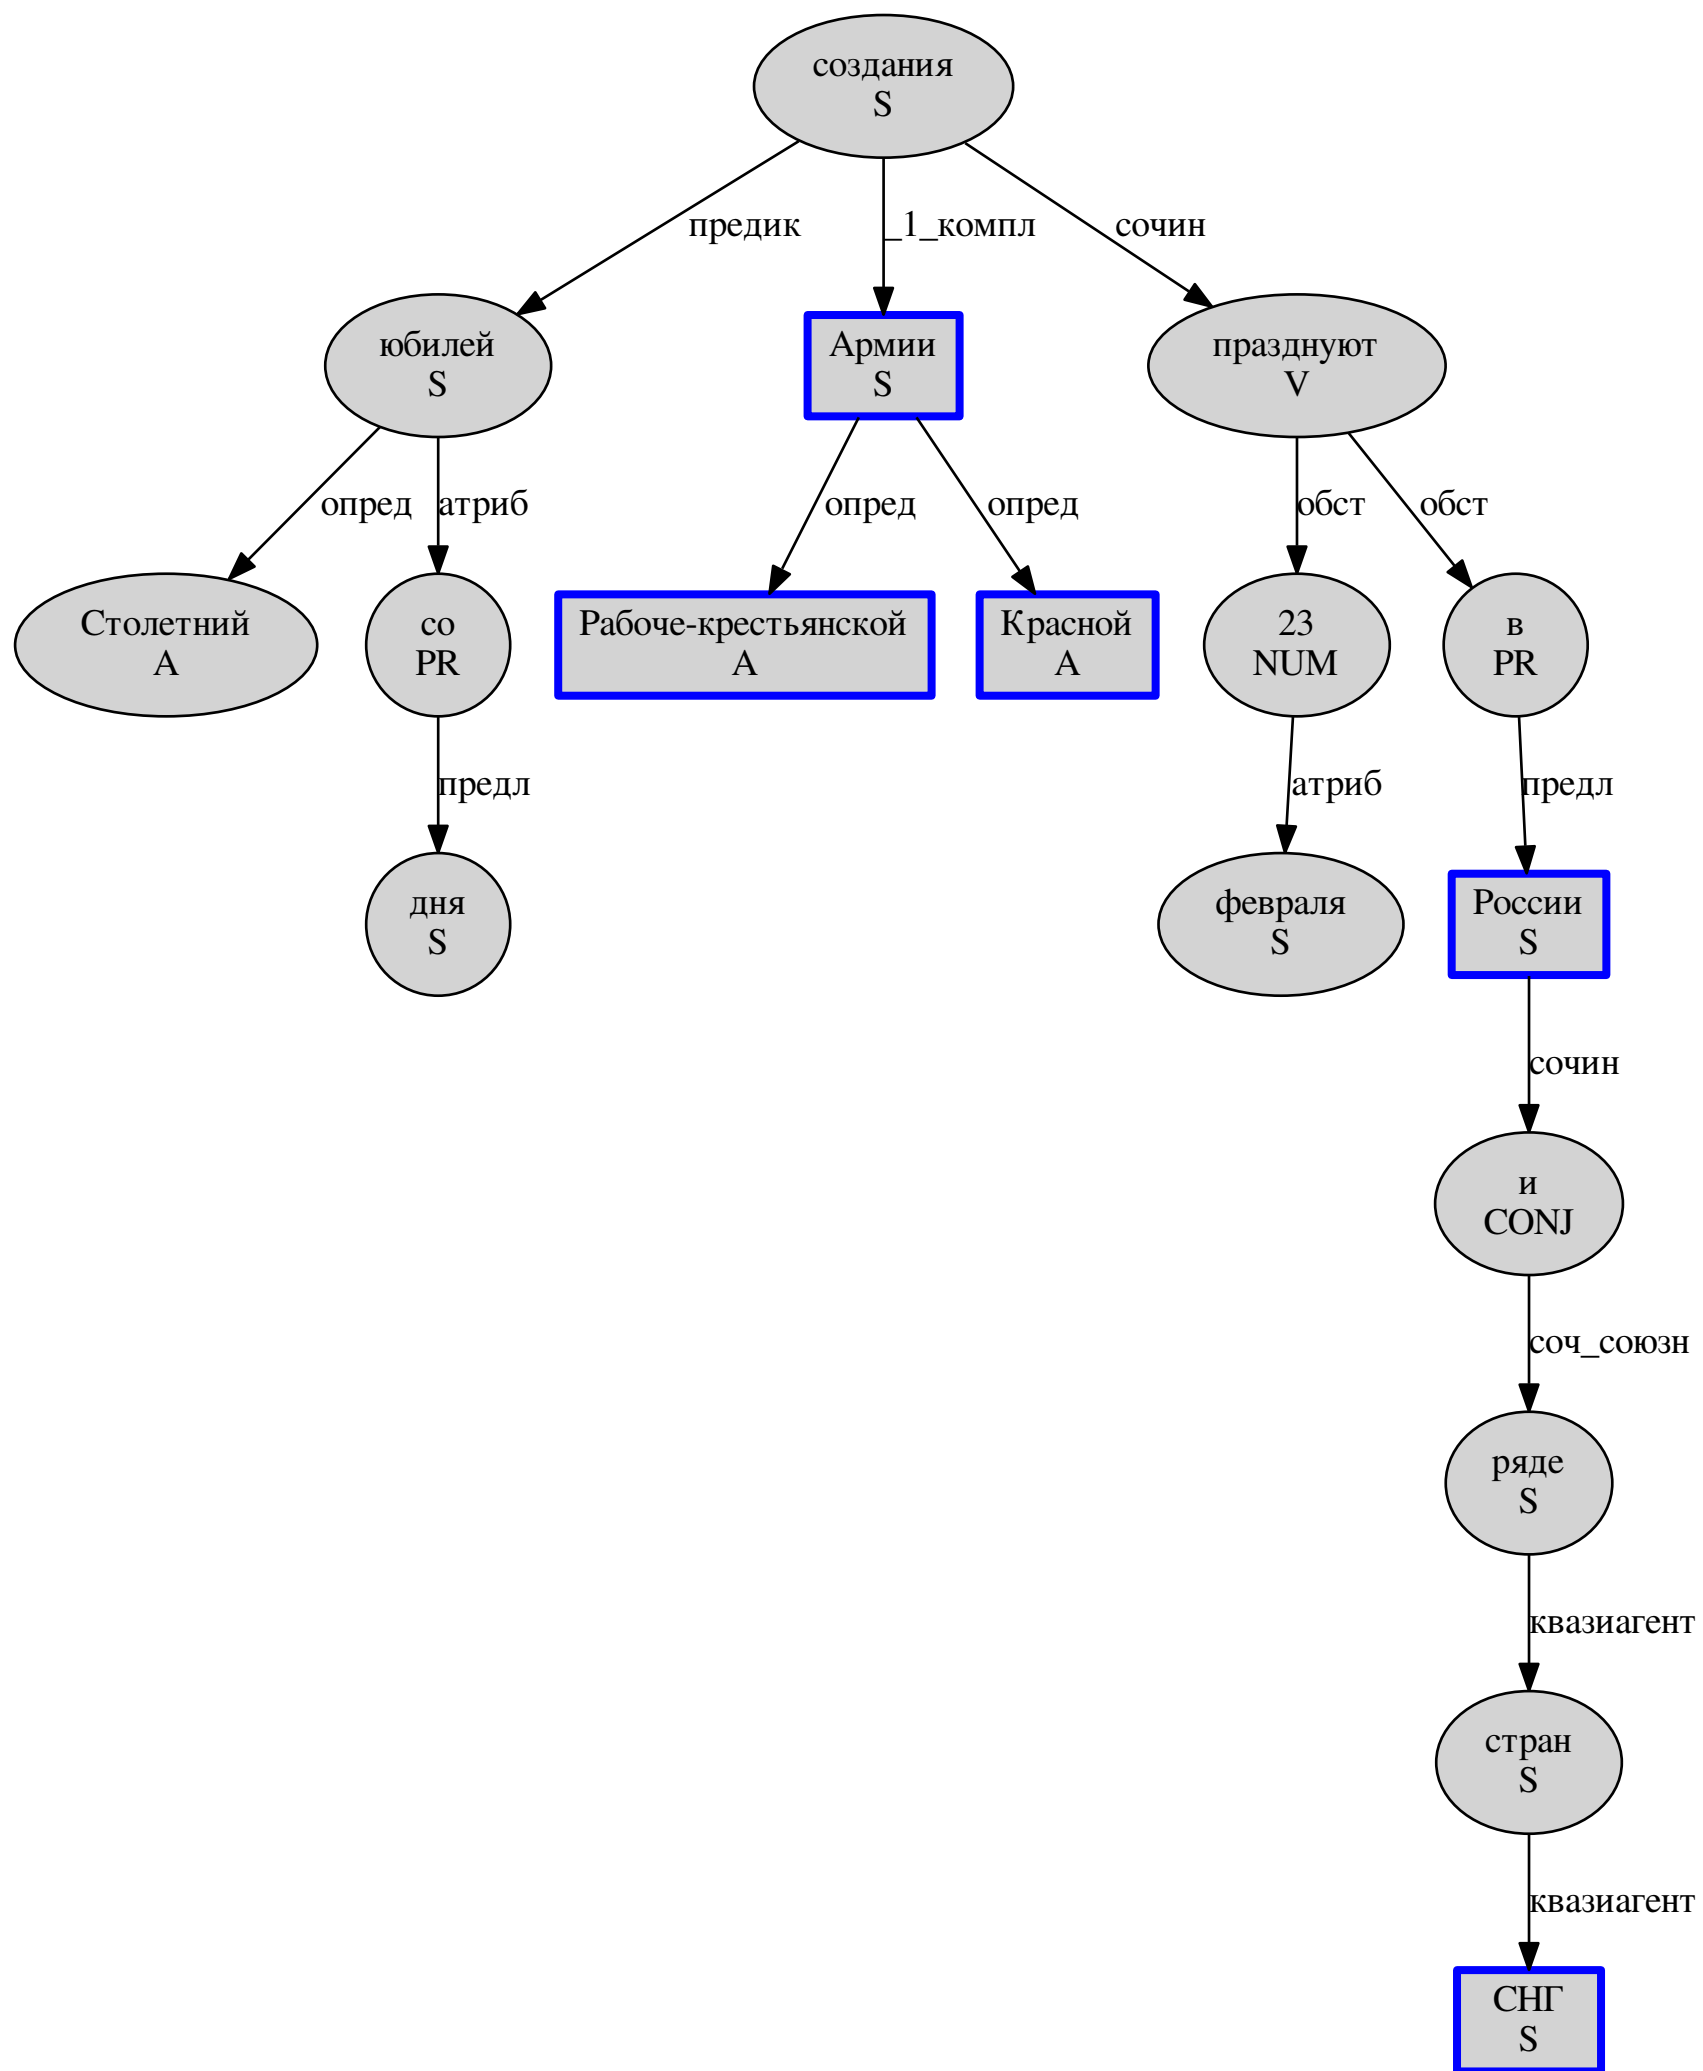 создания
S
предик
_1_компл
сочин
юбилей
S
Армии
S
празднуют
V
опред
атриб
опред
опред
обст
обст
Столетний
A
со
PR
Рабоче-крестьянской
A
Красной
A
23
NUM
в
PR
предл
атриб
предл
дня
S
февраля
S
России
S
сочин
и
CONJ
соч_союзн
ряде
S
квазиагент
стран
S
квазиагент
СНГ
S